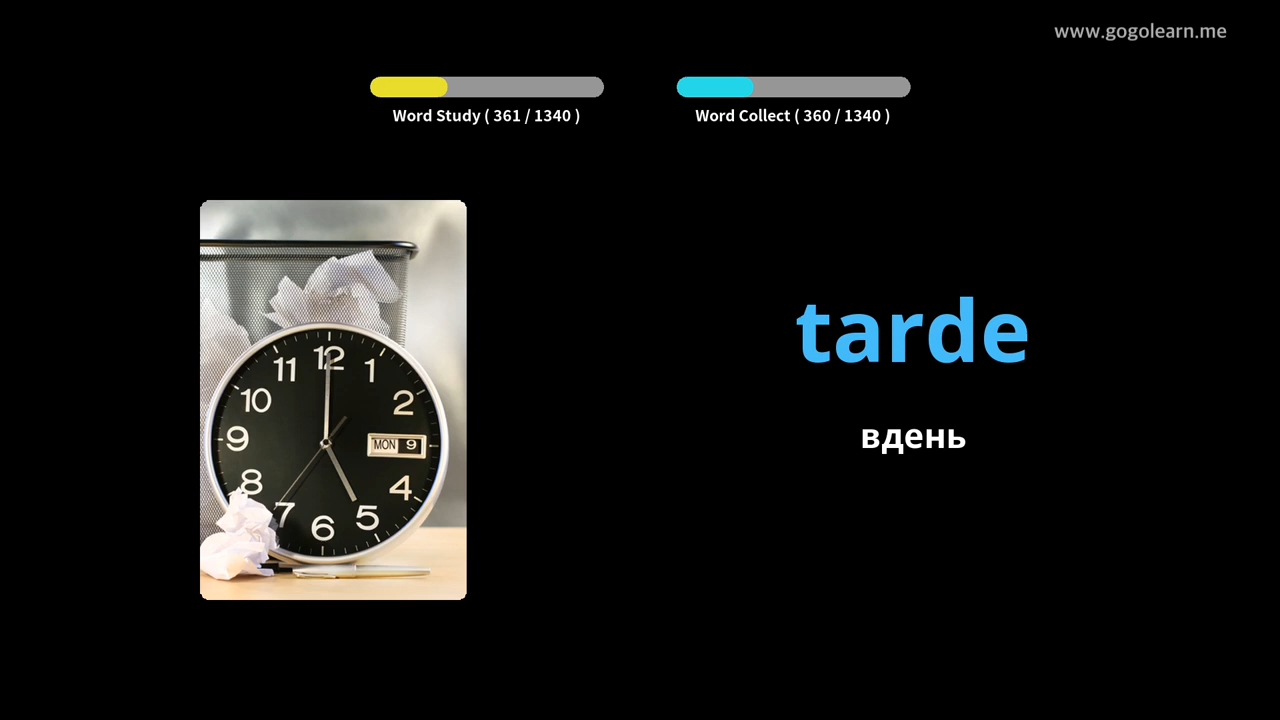 www.gogolearn.me
Word Study ( 361 / 1340 )
Word Collect ( 360 / 1340 )
tarde
вдень
12
1
2
MON 9
4
5
6
7
8
9
10
11